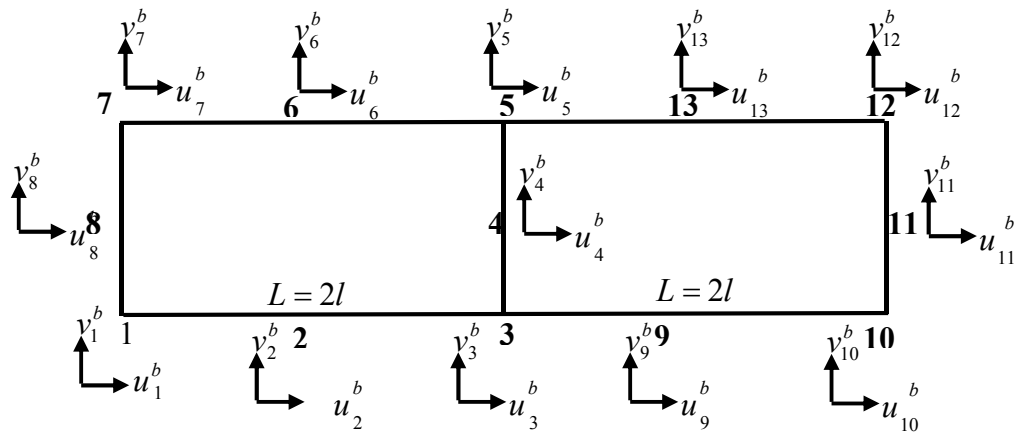 v_7^b v_6^b v_5^b v_13^b v_12^b
u_7^b u_6^b u_5^b u_13^b u_12^b
7 6 5 13 12
v_8^b v_4^b v_11^b
8 4 11
u_8^b u_4^b u_11^b
L = 2l L = 2l
1 2 3 9 10
v_1^b v_2^b v_3^b v_9^b v_10^b
u_1^b u_2^b u_3^b u_9^b u_10^b